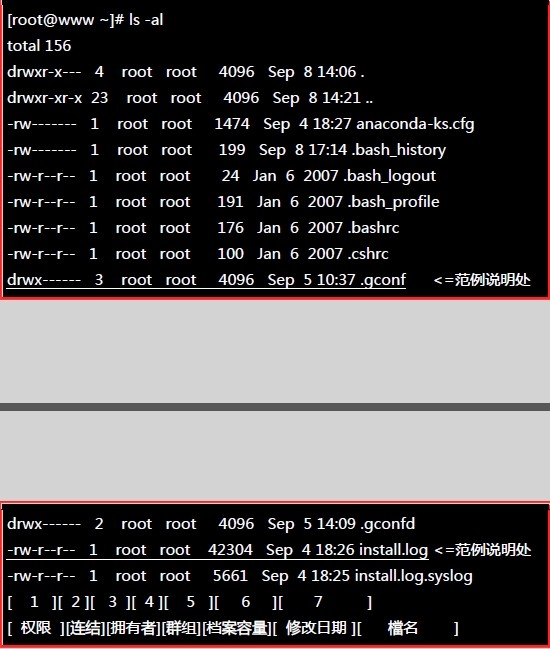 [root@www ~]# ls -al
total 156
drwxr-x--- 4 root root 4096 Sep 8 14:06 .
drwxr-xr-x 23 root root 4096 Sep 8 14:21 ..
-rw------- 1 root root 1474 Sep 4 18:27 anaconda-ks.cfg
-rw------- 1 root root 199 Sep 8 17:14 .bash_history
-rw-r--r-- 1 root root 24 Jan 6 2007 .bash_logout
-rw-r--r-- 1 root root 191 Jan 6 2007 .bash_profile
-rw-r--r-- 1 root root 176 Jan 6 2007 .bashrc
-rw-r--r-- 1 root root 100 Jan 6 2007 .cshrc
drwx------ 3 root root 4096 Sep 5 10:37 .gconf <=范例说明处
drwx------ 2 root root 4096 Sep 5 14:09 .gconfd
-rw-r--r-- 1 root root 42304 Sep 4 18:26 install.log <=范例说明处
-rw-r--r-- 1 root root 5661 Sep 4 18:25 install.log.syslog
[ 1 ][ 2 ][ 3 ][ 4 ][ 5 ][ 6 ][ 7 ]
[ 权限 ][连结][拥有者][群组][档案容量][ 修改日期 ][ 檔名 ]